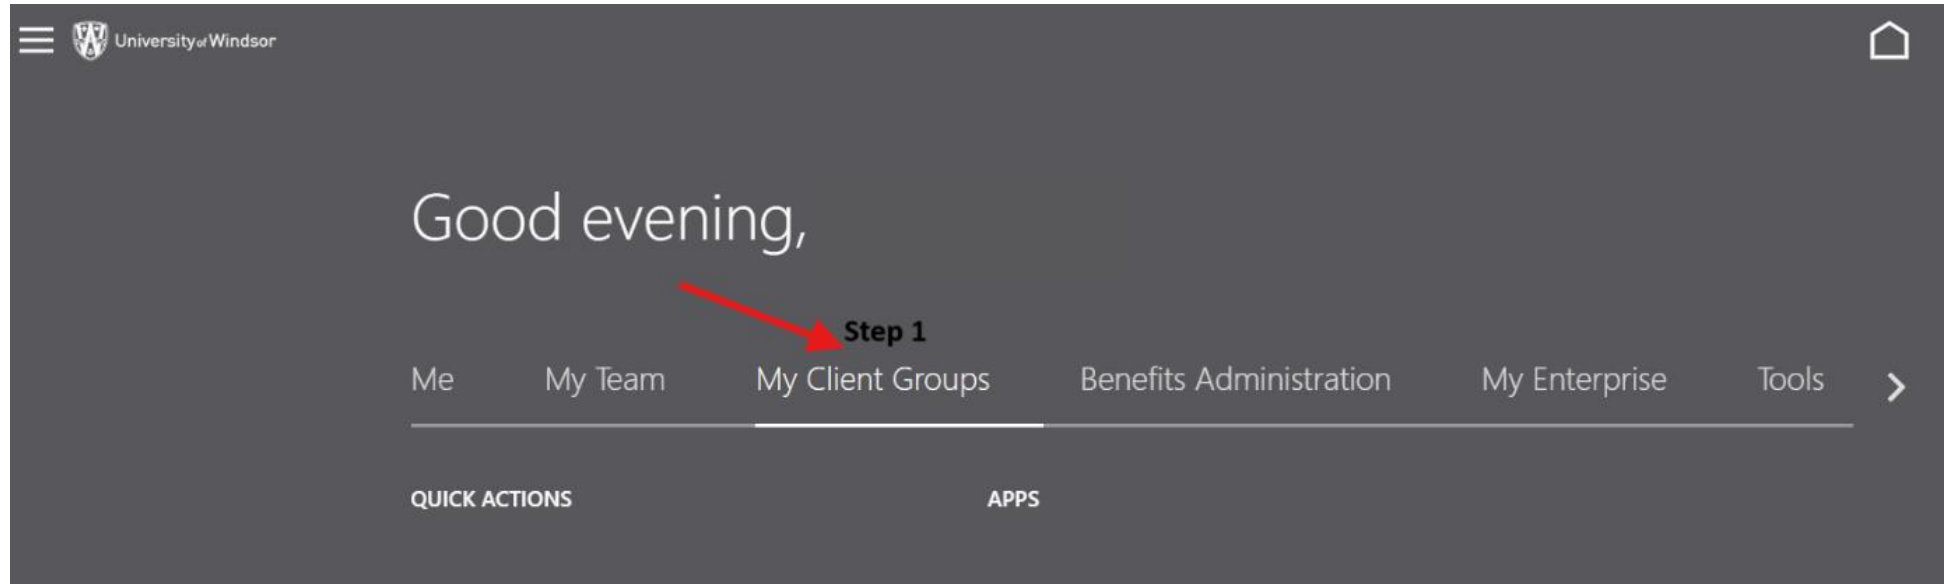 University of Windsor
Good evening,
Step 1
Me My Team My Client Groups Benefits Administration My Enterprise Tools
QUICK ACTIONS APPS